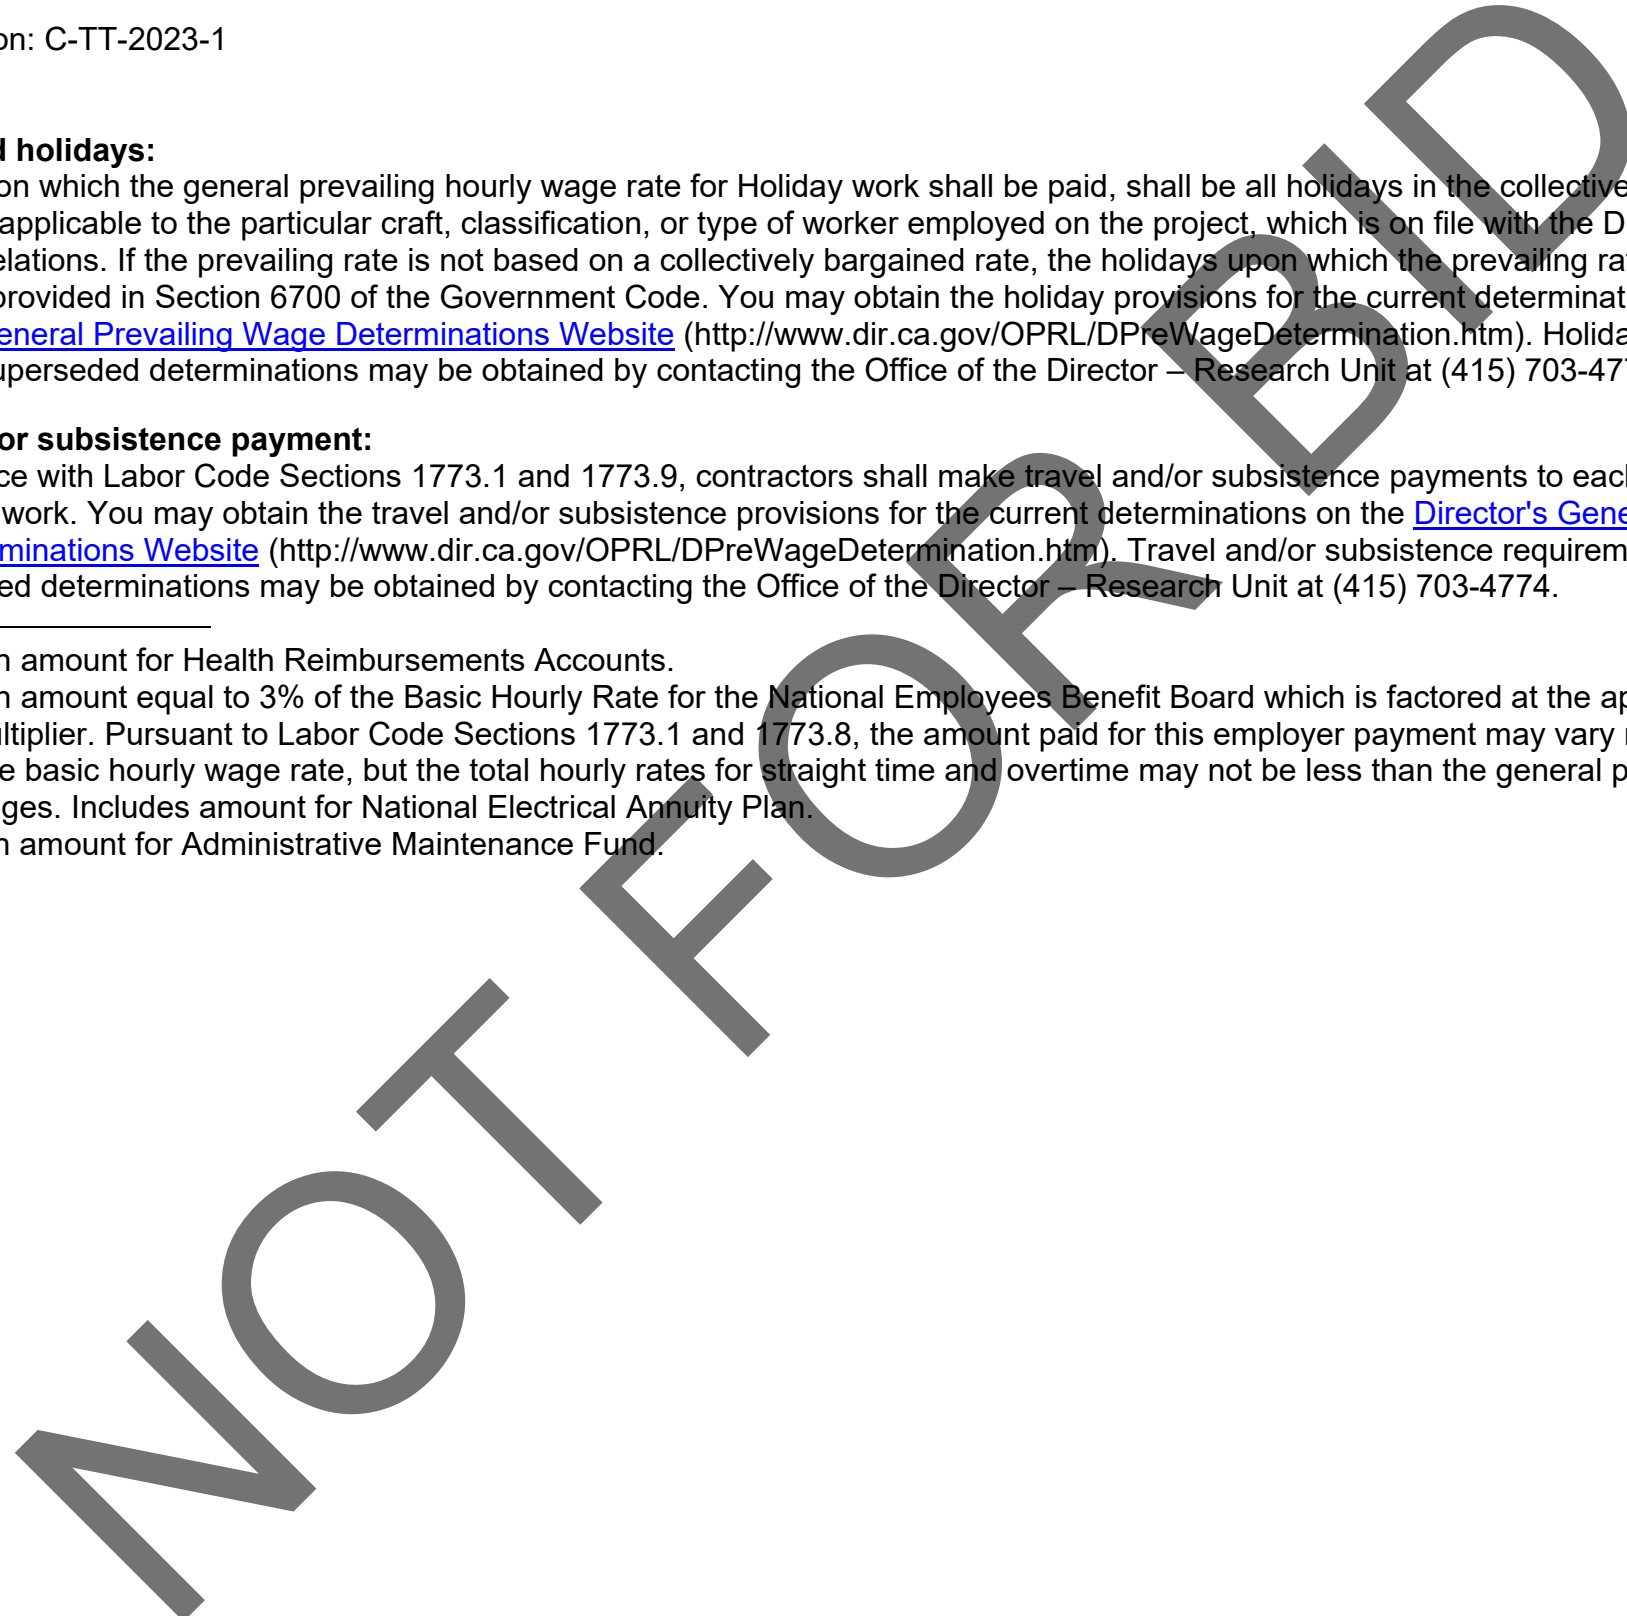 on: C-TT-2023-1
d holidays:
on which the general prevailing hourly wage rate for Holiday work shall be paid, shall be all holidays in the collective
applicable to the particular craft, classification, or type of worker employed on the project, which is on file with the D
elations. If the prevailing rate is not based on a collectively bargained rate, the holidays upon which the prevailing ra
provided in Section 6700 of the Government Code. You may obtain the holiday provisions for the current determinat
eneral Prevailing Wage Determinations Website (http://www.dir.ca.gov/OPRL/DPreWageDetermination.htm). Holida
uperseded determinations may be obtained by contacting the Office of the Director – Research Unit at (415) 703-477
or subsistence payment:
ce with Labor Code Sections 1773.1 and 1773.9, contractors shall make travel and/or subsistence payments to each
work. You may obtain the travel and/or subsistence provisions for the current determinations on the Director's Gene
minations Website (http://www.dir.ca.gov/OPRL/DPreWageDetermination.htm). Travel and/or subsistence requirem
ed determinations may be obtained by contacting the Office of the Director – Research Unit at (415) 703-4774.
n amount for Health Reimbursements Accounts.
n amount equal to 3% of the Basic Hourly Rate for the National Employees Benefit Board which is factored at the ap
ultiplier. Pursuant to Labor Code Sections 1773.1 and 1773.8, the amount paid for this employer payment may vary r
e basic hourly wage rate, but the total hourly rates for straight time and overtime may not be less than the general p
ges. Includes amount for National Electrical Annuity Plan.
n amount for Administrative Maintenance Fund.
NOT FOR BID